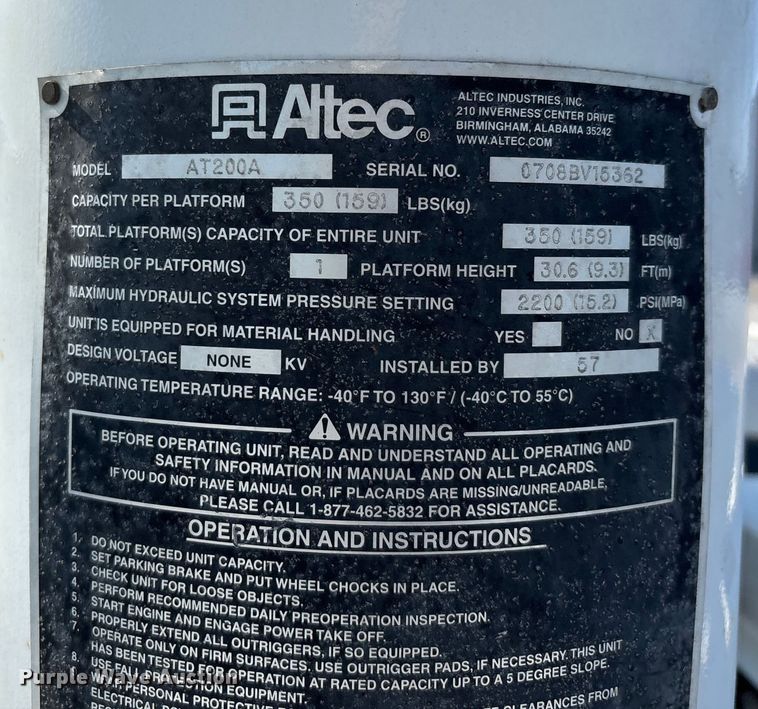 Altec®
ALTEC INDUSTRIES, INC.
210 INVERNESS CENTER DRIVE
BIRMINGHAM, ALABAMA 35242
WWW.ALTEC.COM
MODEL AT200A SERIAL NO. 0708BV15362
CAPACITY PER PLATFORM 350 (159) LBS(kg)
TOTAL PLATFORM(S) CAPACITY OF ENTIRE UNIT 350 (159) LBS(kg)
NUMBER OF PLATFORM(S) 1 PLATFORM HEIGHT 30.6 (9.3) FT(m)
MAXIMUM HYDRAULIC SYSTEM PRESSURE SETTING 2200 (15.2) PSI(MPa)
UNIT IS EQUIPPED FOR MATERIAL HANDLING YES NO X
DESIGN VOLTAGE NONE KV INSTALLED BY 57
OPERATING TEMPERATURE RANGE: -40°F TO 130°F / (-40°C TO 55°C)
⚠ WARNING
BEFORE OPERATING UNIT, READ AND UNDERSTAND ALL OPERATING AND
SAFETY INFORMATION IN MANUAL AND ON ALL PLACARDS.
IF YOU DO NOT HAVE MANUAL OR, IF PLACARDS ARE MISSING/UNREADABLE,
PLEASE CALL 1-877-462-5832 FOR ASSISTANCE.
OPERATION AND INSTRUCTIONS
1. DO NOT EXCEED UNIT CAPACITY.
2. SET PARKING BRAKE AND PUT WHEEL CHOCKS IN PLACE.
3. CHECK UNIT FOR LOOSE OBJECTS.
4. PERFORM RECOMMENDED DAILY PREOPERATION INSPECTION.
5. START ENGINE AND ENGAGE POWER TAKE OFF.
6. PROPERLY EXTEND ALL OUTRIGGERS, IF SO EQUIPPED.
7. OPERATE ONLY ON FIRM SURFACES. USE OUTRIGGER PADS, IF NECESSARY. THIS UNIT
HAS BEEN TESTED FOR OPERATION AT RATED CAPACITY UP TO A 5 DEGREE SLOPE.
8. USE FALL PROTECTION EQUIPMENT.
PERSONAL PROTECTIVE
CLEARANCES FROM
ELECTRICAL
Purple Wave Auction